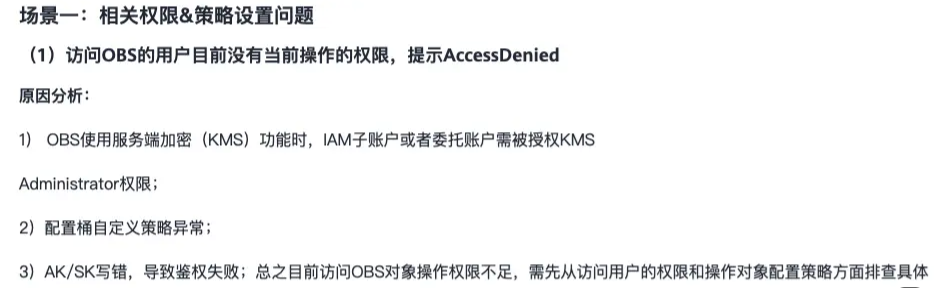 场景一：相关权限&策略设置问题
（1）访问OBS的用户目前没有当前操作的权限，提示AccessDenied
原因分析：
1） OBS使用服务端加密（KMS）功能时，IAM子账户或者委托账户需被授权KMS
Administrator权限；
2）配置桶自定义策略异常；
3）AK/SK写错，导致鉴权失败；总之目前访问OBS对象操作权限不足，需先从访问用户的权限和操作对象配置策略方面排查具体